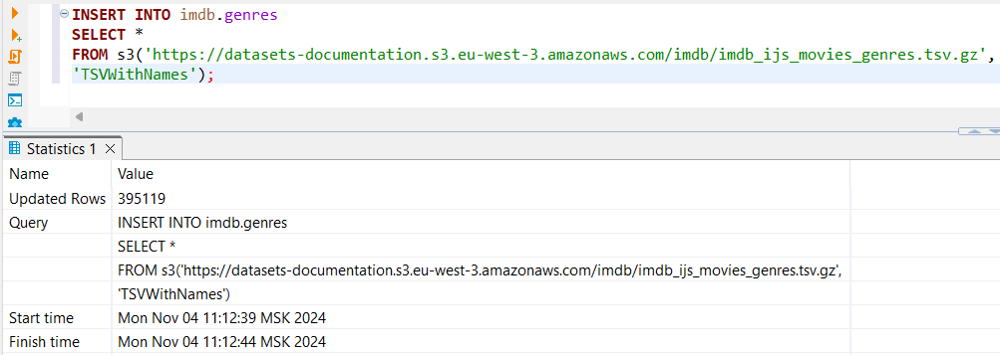 INSERT INTO imdb.genres
SELECT *
FROM s3('https://datasets-documentation.s3.eu-west-3.amazonaws.com/imdb/imdb_ijs_movies_genres.tsv.gz',
'TSVWithNames');
Statistics 1
Name Value
Updated Rows 395119
Query INSERT INTO imdb.genres
SELECT *
FROM s3('https://datasets-documentation.s3.eu-west-3.amazonaws.com/imdb/imdb_ijs_movies_genres.tsv.gz',
'TSVWithNames')
Start time Mon Nov 04 11:12:39 MSK 2024
Finish time Mon Nov 04 11:12:44 MSK 2024